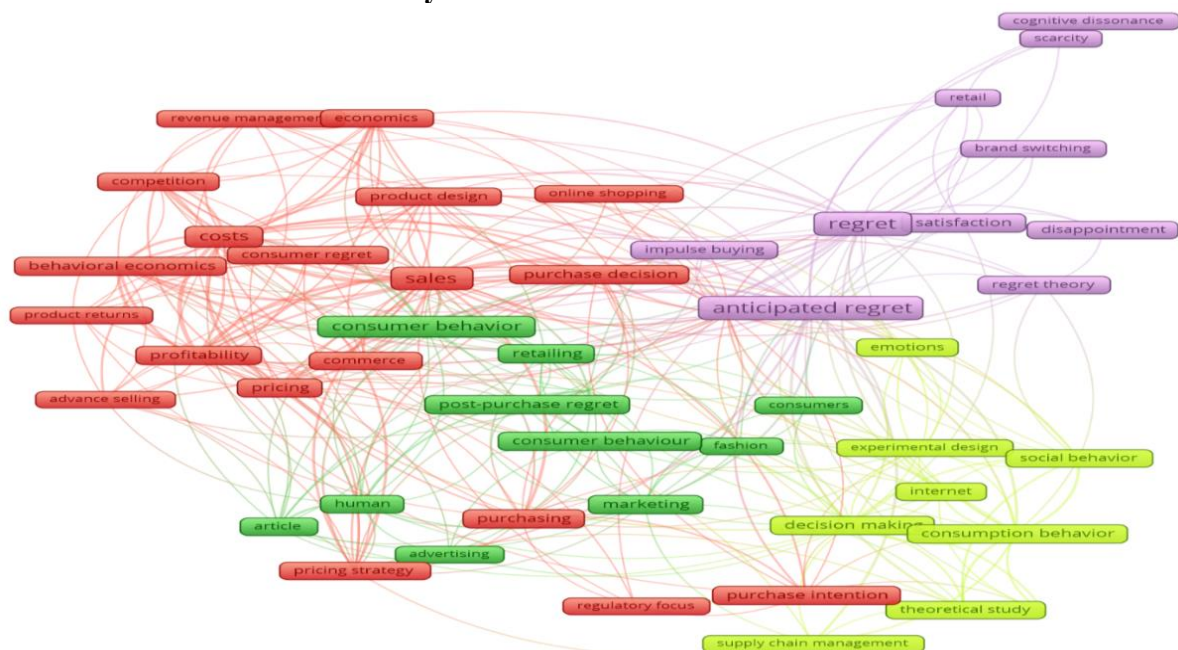 cognitive dissonance
scarcity
retail
revenue management
economics
brand switching
competition
product design
online shopping
regret
satisfaction
disappointment
costs
impulse buying
consumer regret
behavioral economics
sales
purchase decision
regret theory
anticipated regret
product returns
consumer behavior
emotions
retailing
profitability
commerce
pricing
advance selling
post-purchase regret
consumers
consumer behaviour
fashion
experimental design
social behavior
internet
human
marketing
purchasing
article
decision making
consumption behavior
advertising
pricing strategy
purchase intention
regulatory focus
theoretical study
supply chain management